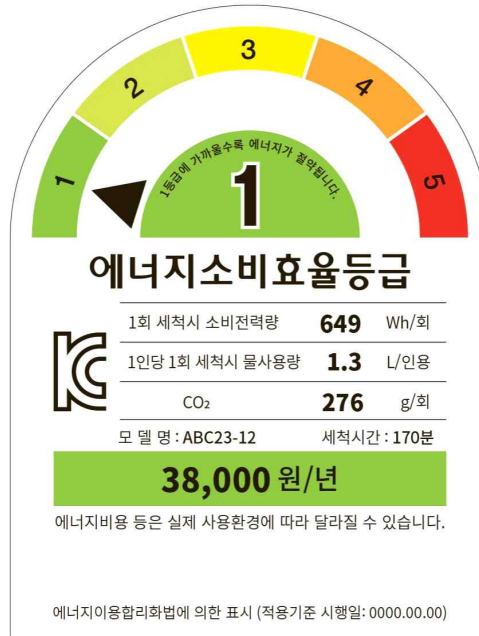 1
2
3
4
5
1등급에 가까울수록 에너지가 절약됩니다.
1
에너지소비효율등급
1회 세척시 소비전력량 649 Wh/회
1인당 1회 세척시 물사용량 1.3 L/인용
CO₂ 276 g/회
모 델 명 : ABC23-12 세척시간 : 170분
38,000 원/년
에너지비용 등은 실제 사용환경에 따라 달라질 수 있습니다.
에너지이용합리화법에 의한 표시 (적용기준 시행일: 0000.00.00)